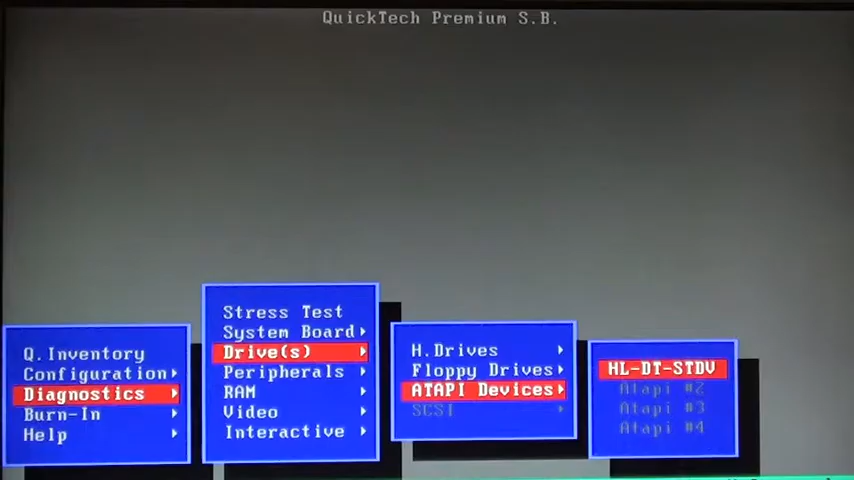 QuickTech Premium S.B.
Q.Inventory
Configuration
Diagnostics
Burn-In
Help
Stress Test
System Board
Drive(s)
Peripherals
RAM
Video
Interactive
H.Drives
Floppy Drives
ATAPI Devices
SCSI
HL-DT-STDV
Atapi #2
Atapi #3
Atapi #4